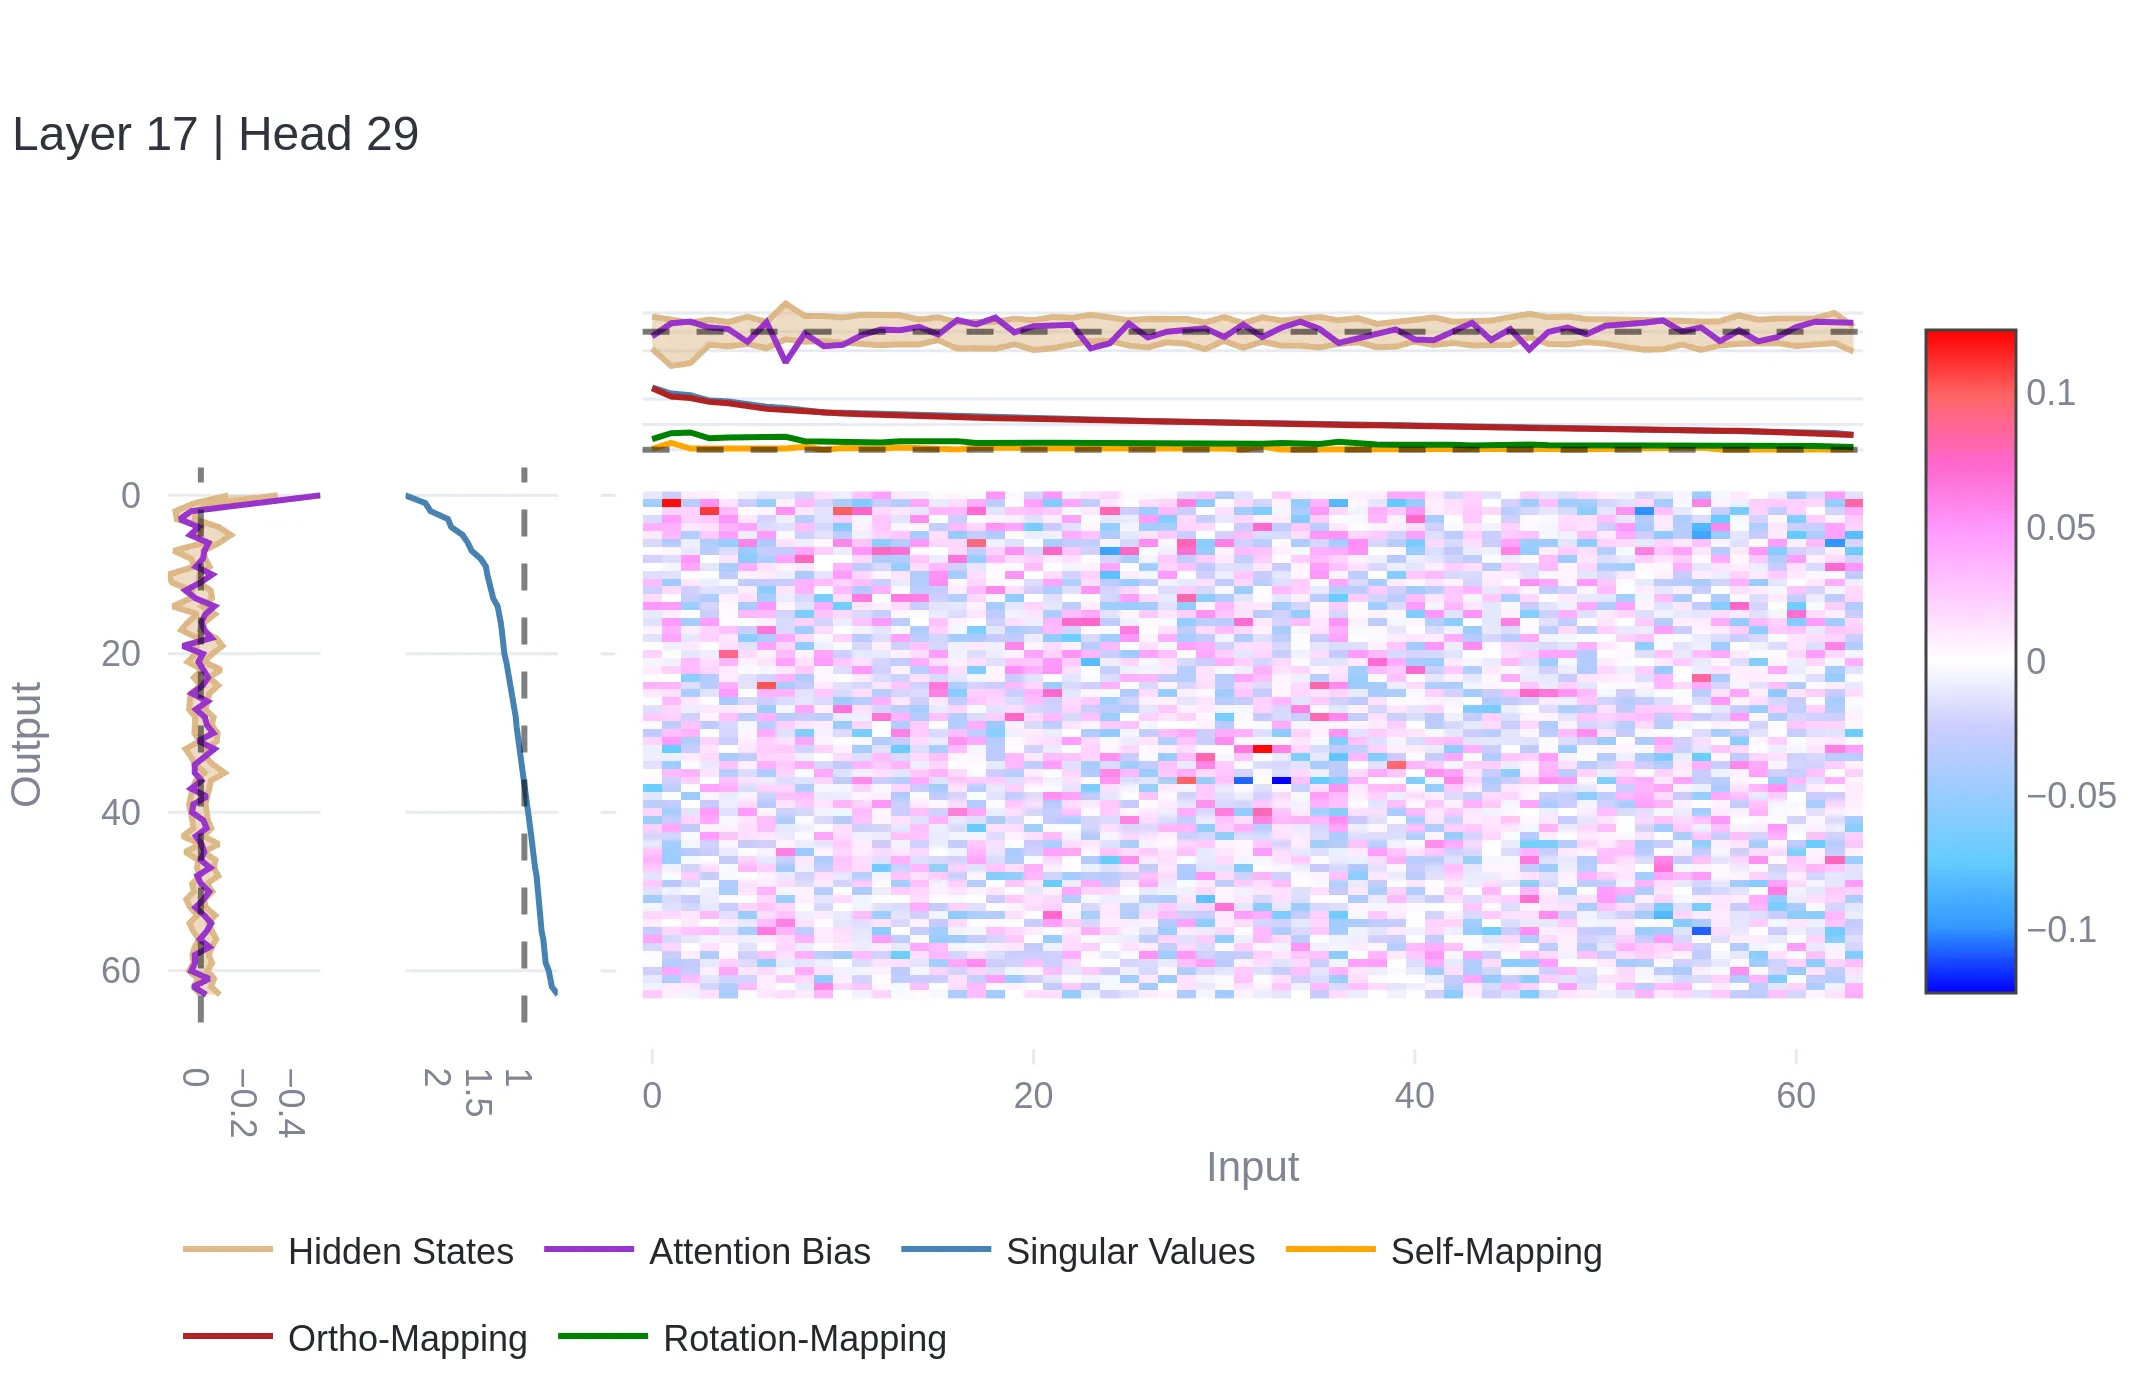 Layer 17 | Head 29
0
20
40
60
Output
0
−0.2
−0.4
2
1.5
1
0
20
40
60
Input
0.1
0.05
0
−0.05
−0.1
Hidden States
Attention Bias
Singular Values
Self-Mapping
Ortho-Mapping
Rotation-Mapping